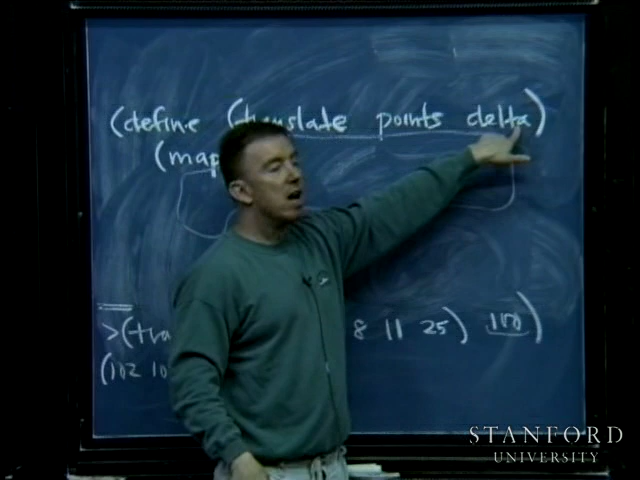 (define (translate points delta)
(map
>(tra 8 11 25) 100)
(102 10
STANFORD
UNIVERSITY